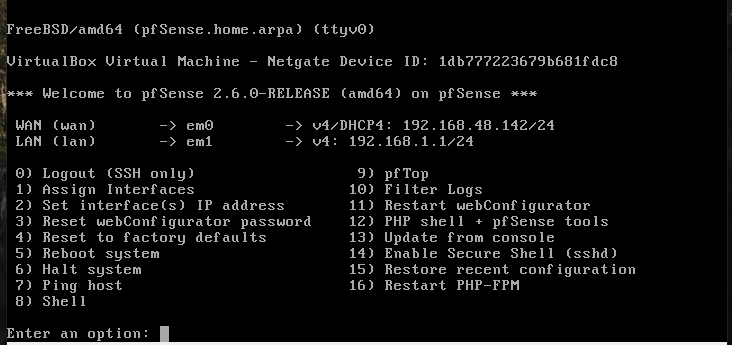 FreeBSD/amd64 (pfSense.home.arpa) (ttyv0)
VirtualBox Virtual Machine - Netgate Device ID: 1db777223679b681fdc8
*** Welcome to pfSense 2.6.0-RELEASE (amd64) on pfSense ***
WAN (wan) -> em0 -> v4/DHCP4: 192.168.48.142/24
LAN (lan) -> em1 -> v4: 192.168.1.1/24
0) Logout (SSH only) 9) pfTop
1) Assign Interfaces 10) Filter Logs
2) Set interface(s) IP address 11) Restart webConfigurator
3) Reset webConfigurator password 12) PHP shell + pfSense tools
4) Reset to factory defaults 13) Update from console
5) Reboot system 14) Enable Secure Shell (sshd)
6) Halt system 15) Restore recent configuration
7) Ping host 16) Restart PHP-FPM
8) Shell
Enter an option: